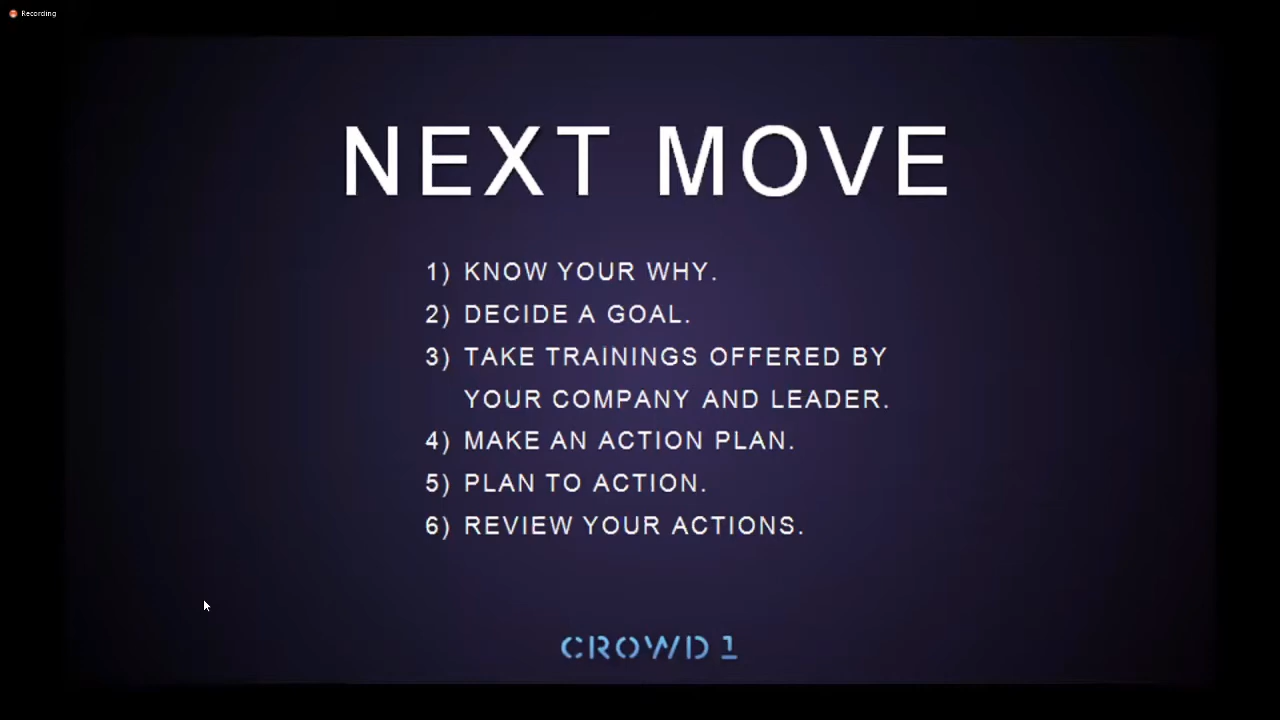 Recording
NEXT MOVE
1) KNOW YOUR WHY.
2) DECIDE A GOAL.
3) TAKE TRAININGS OFFERED BY
YOUR COMPANY AND LEADER.
4) MAKE AN ACTION PLAN.
5) PLAN TO ACTION.
6) REVIEW YOUR ACTIONS.
CROWD 1